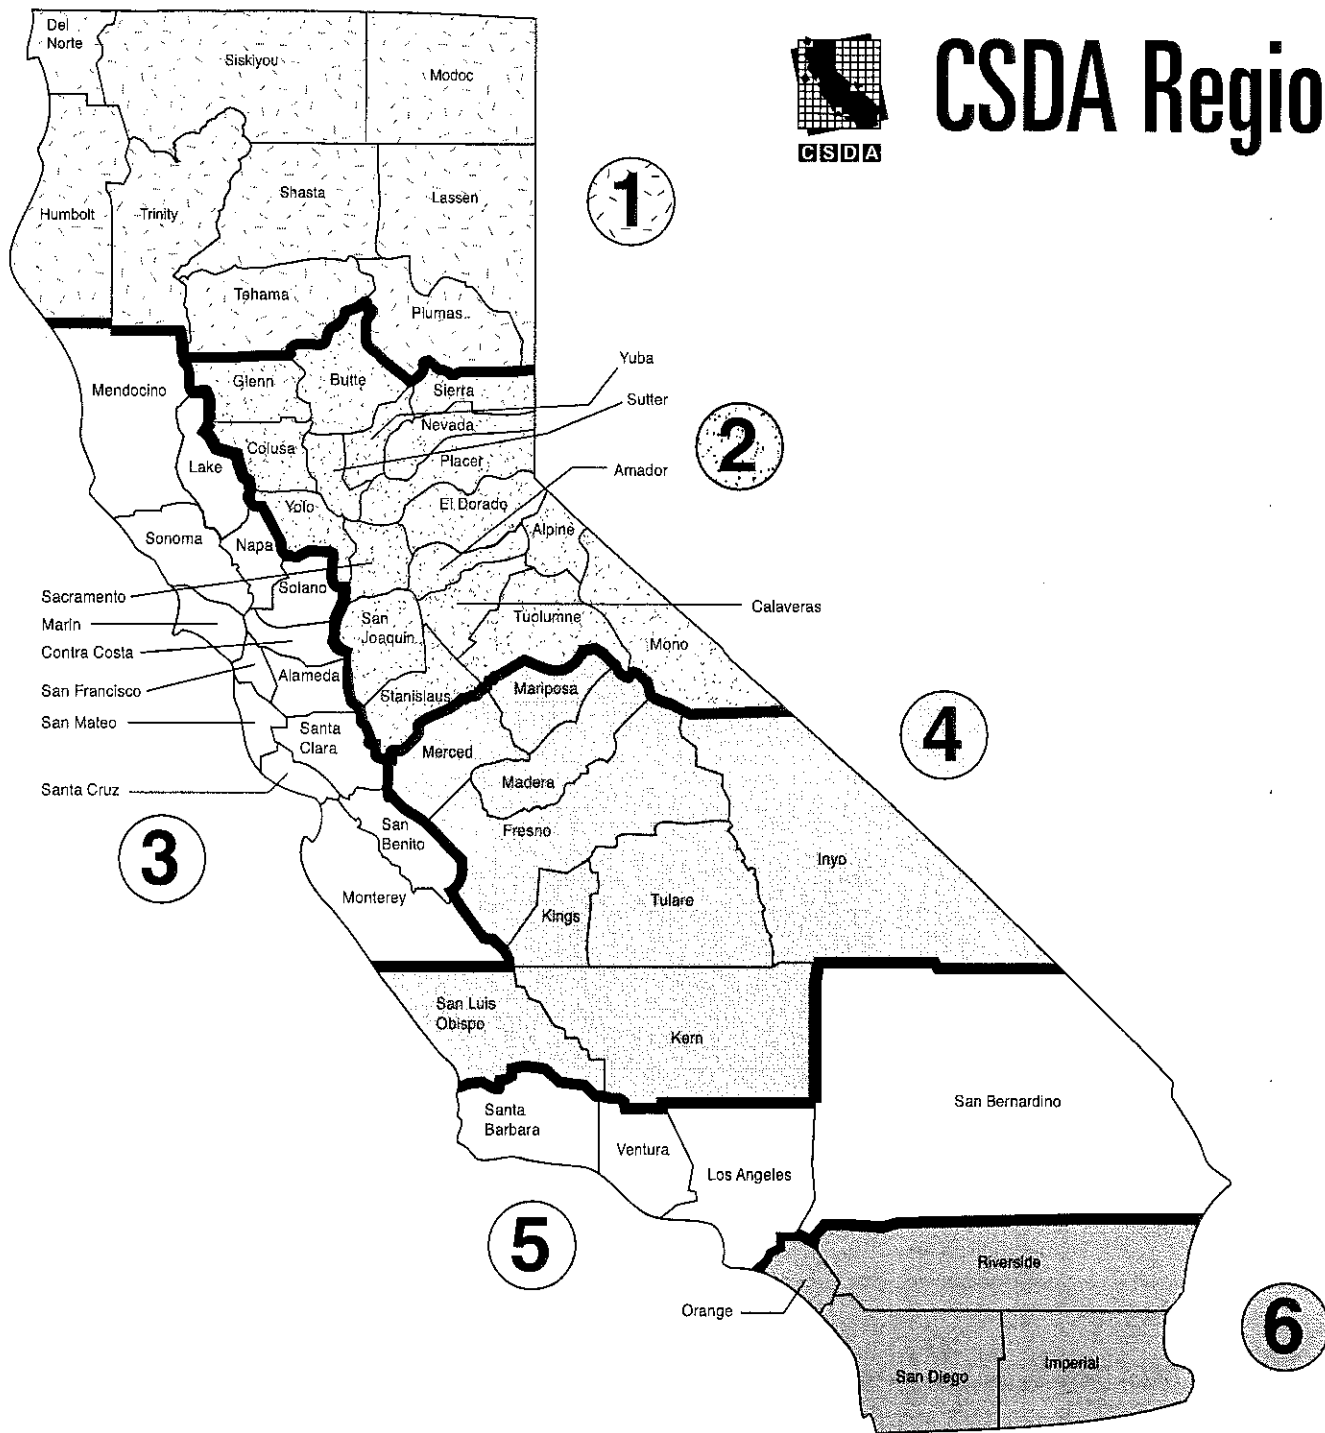 Del
Norte
Siskiyou
Modoc
CSDA Regio
CSDA
Humbolt
Trinity
Shasta
Lassen
1
Tehama
Plumas
Mendocino
Glenn
Butte
Sierra
Yuba
Sutter
Nevada
Colusa
Placer
2
Lake
Amador
Yolo
El Dorado
Alpine
Sonoma
Napa
Solano
Sacramento
Marin
San
Joaquin
Tuolumne
Calaveras
Contra Costa
Mono
Alameda
San Francisco
Stanislaus
Mariposa
San Mateo
Santa
Clara
Merced
4
Madera
Santa Cruz
3
San
Benito
Fresno
Inyo
Monterey
Kings
Tulare
San Luis
Obispo
Kern
Santa
Barbara
San Bernardino
Ventura
Los Angeles
5
Riverside
Orange
6
San Diego
Imperial